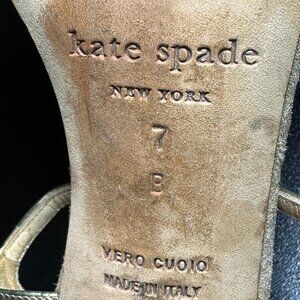 kate spade
NEW YORK
7
B
VERO CUOIO
MADE IN ITALY